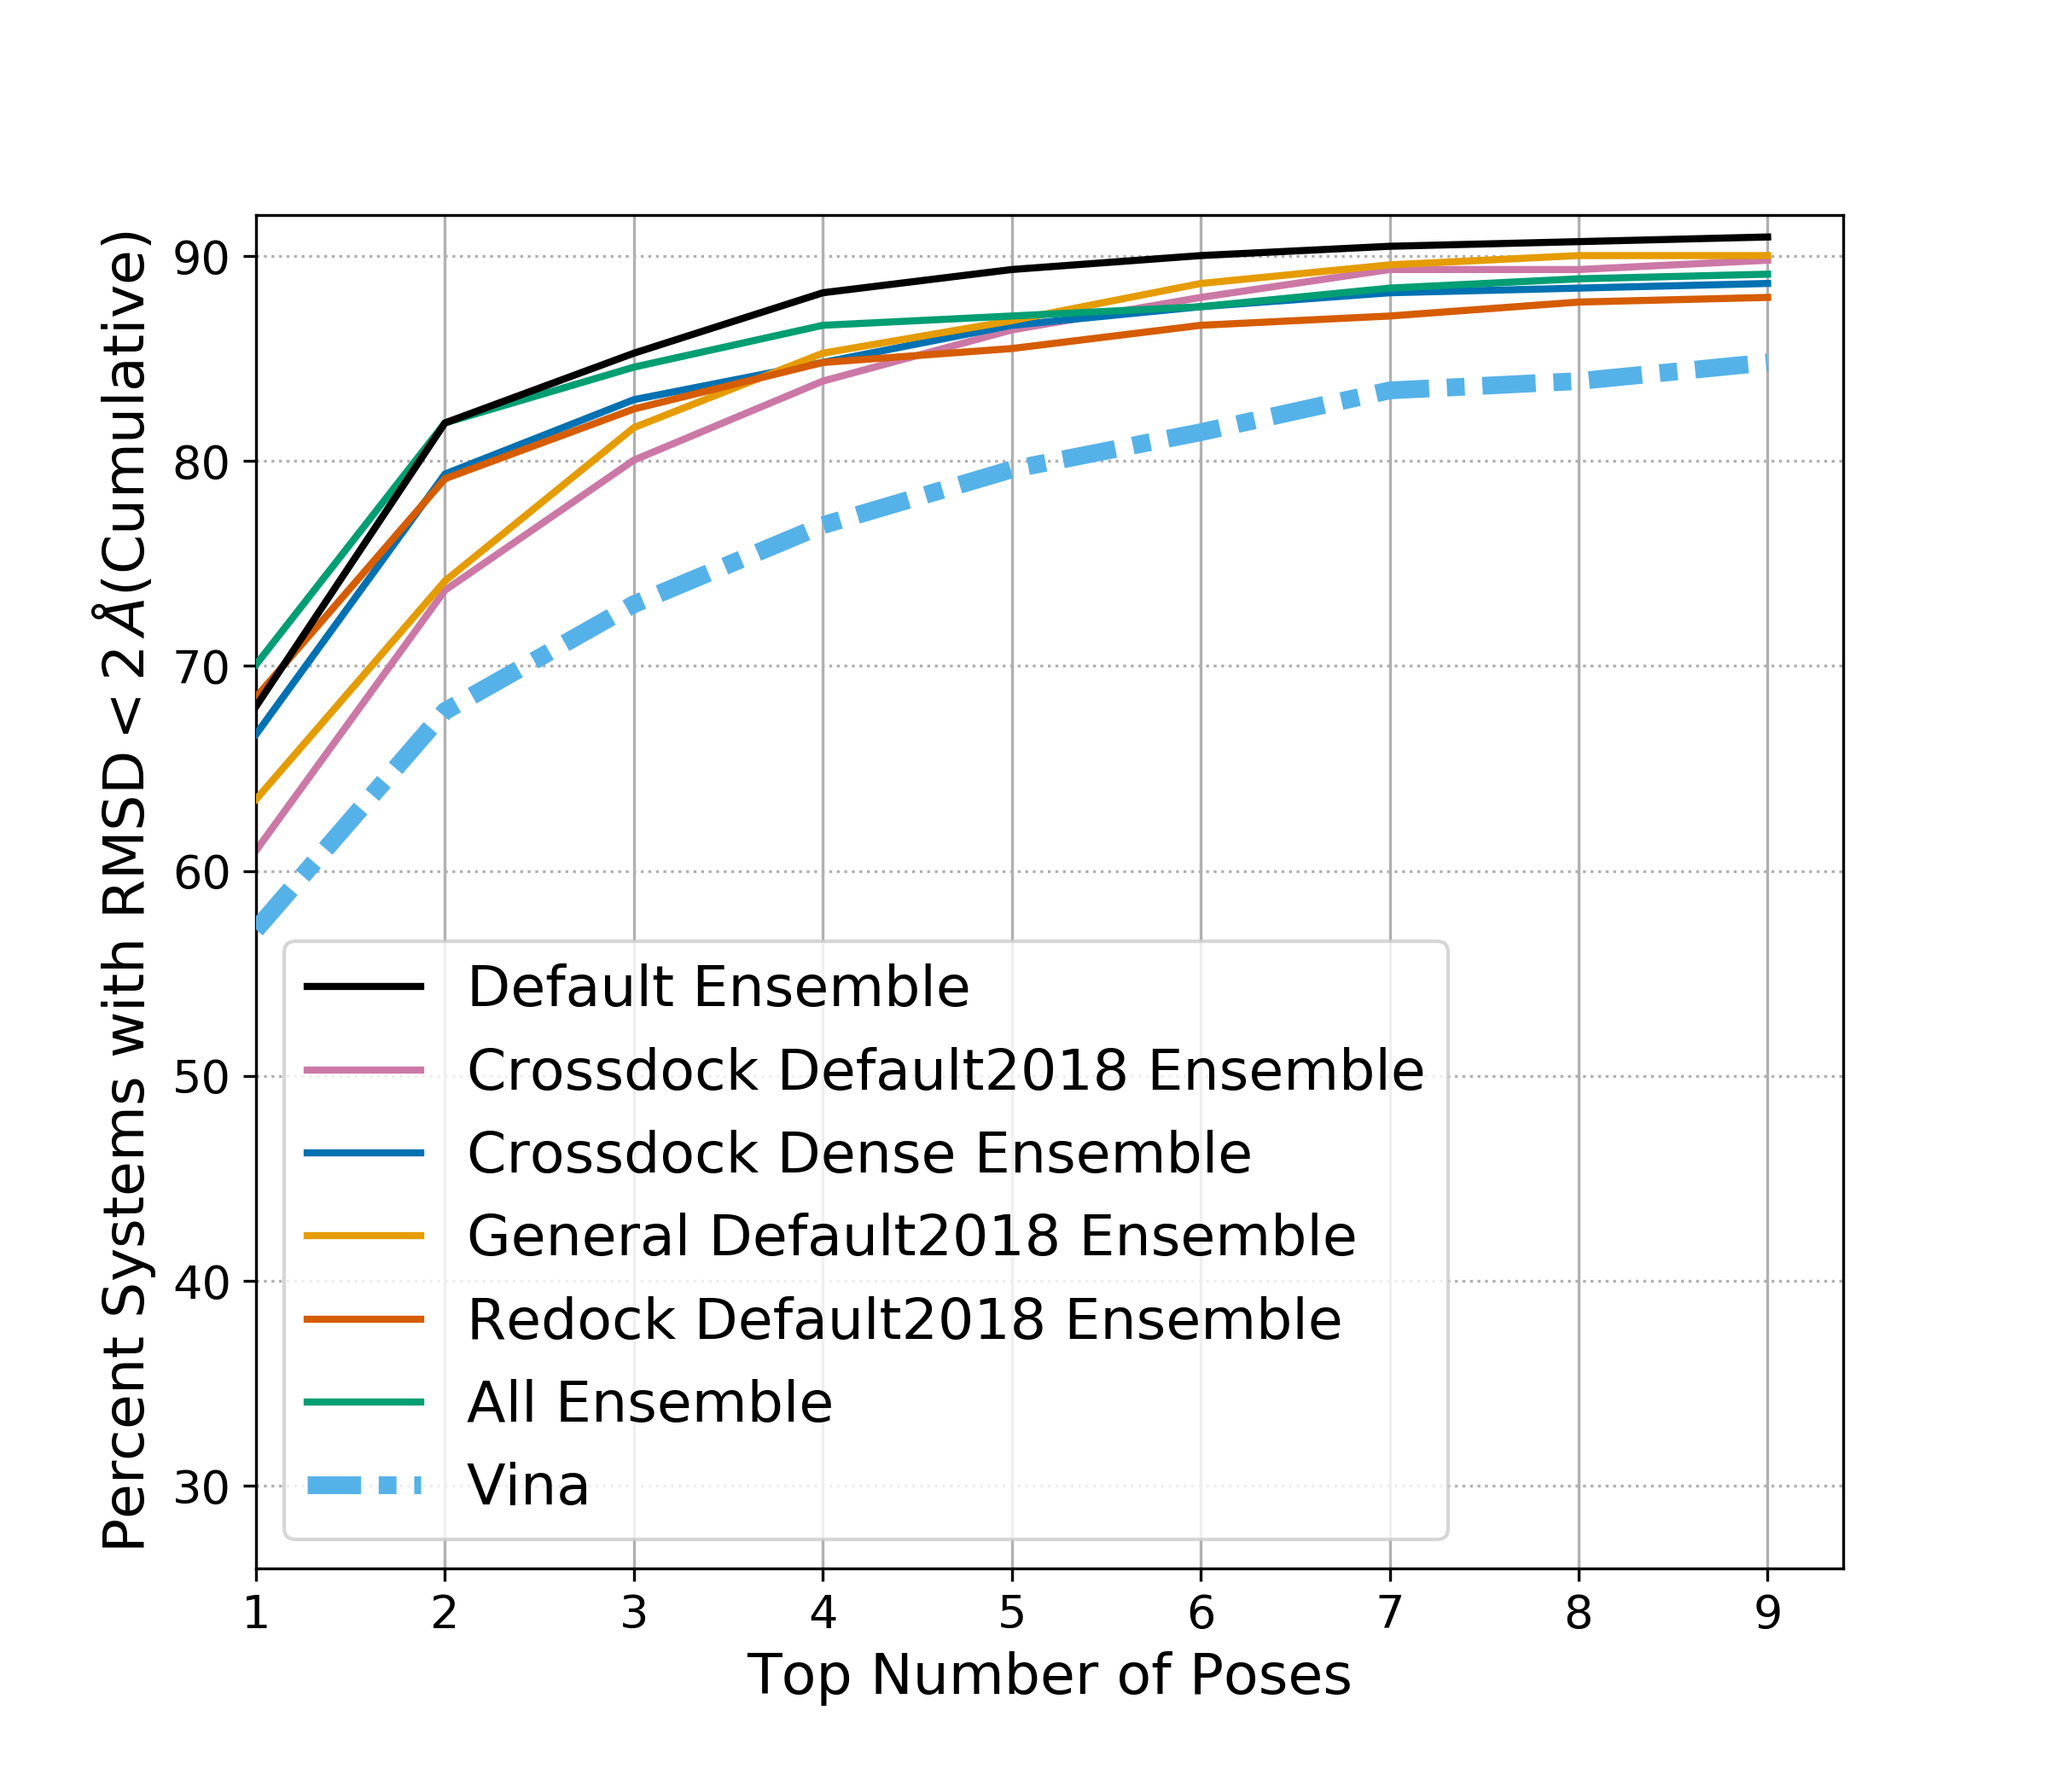 Percent Systems with RMSD < 2 Å(Cumulative)
90
80
70
60
50
40
30
Default Ensemble
Crossdock Default2018 Ensemble
Crossdock Dense Ensemble
General Default2018 Ensemble
Redock Default2018 Ensemble
All Ensemble
Vina
1 2 3 4 5 6 7 8 9
Top Number of Poses